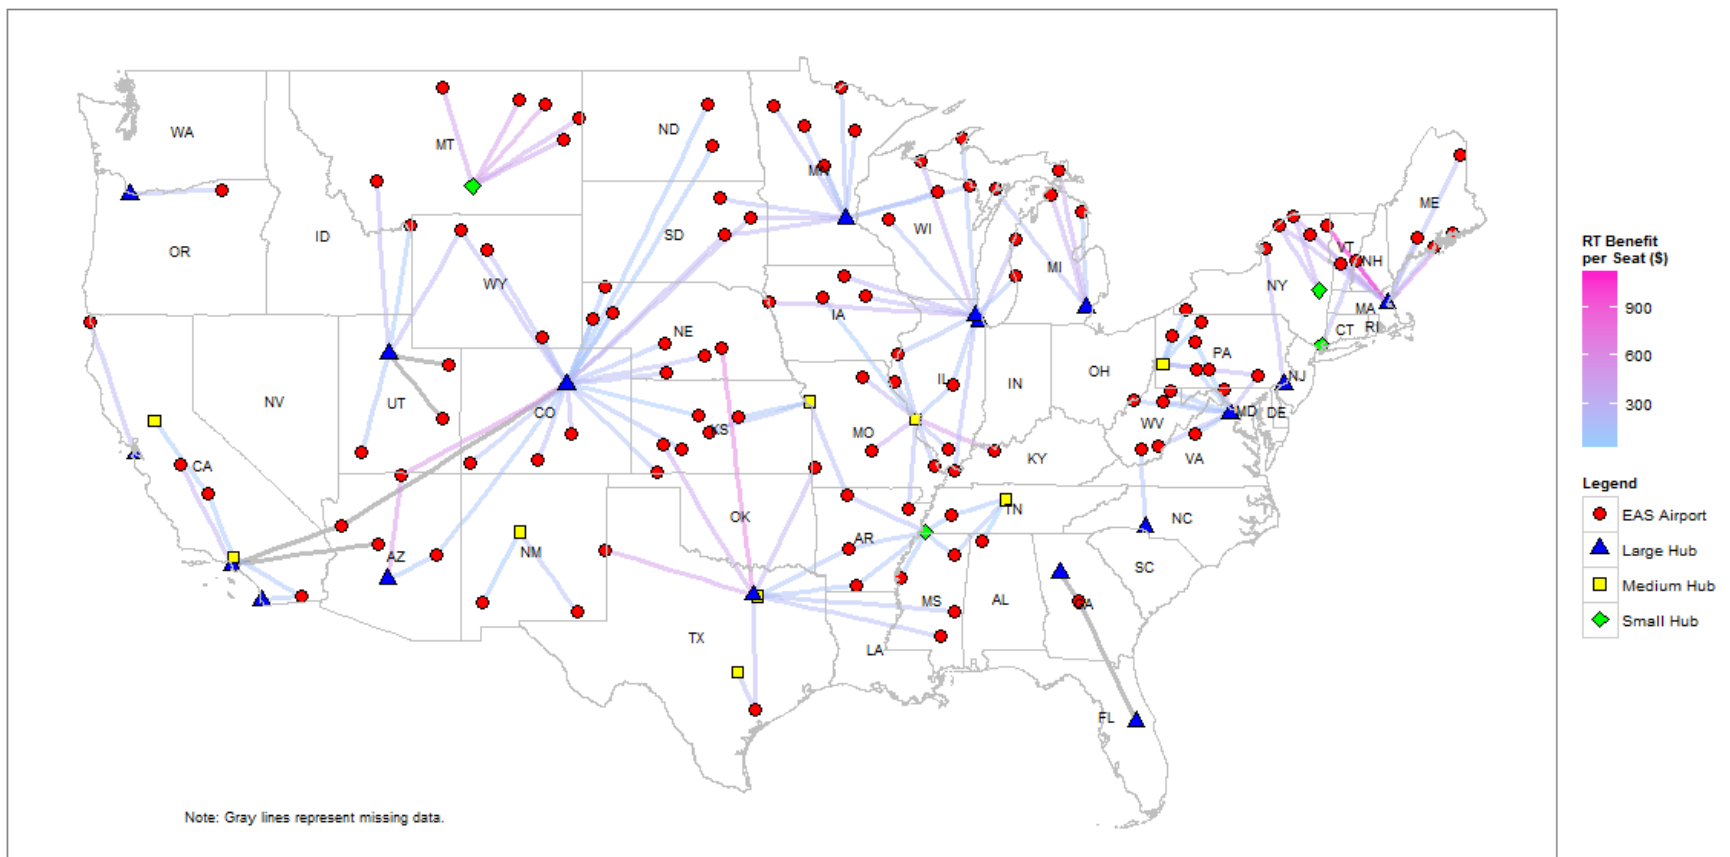 WA
MT
ND
MN
ME
OR
ID
SD
WI
WY
MI
VT
NH
NY
MA
CT
RI
IA
NE
PA
NV
UT
CO
IL
IN
OH
NJ
KS
MO
WV
MD
DE
CA
KY
VA
OK
TN
NC
AZ
NM
AR
SC
MS
AL
GA
TX
LA
FL
Note: Gray lines represent missing data.
RT Benefit
per Seat ($)
900
600
300
Legend
EAS Airport
Large Hub
Medium Hub
Small Hub